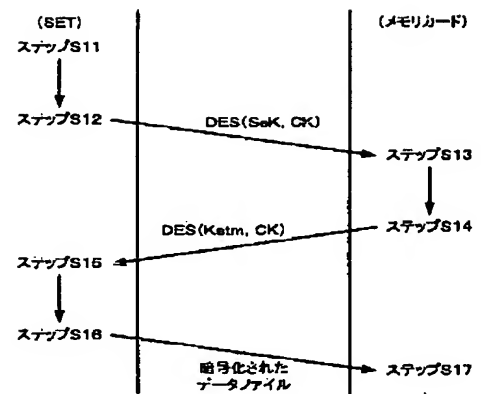 (SET)
(メモリカード)
ステップS11
ステップS12
DES(SeK, CK)
ステップS13
DES(Kstm, CK)
ステップS14
ステップS15
ステップS16
暗号化された
データファイル
ステップS17